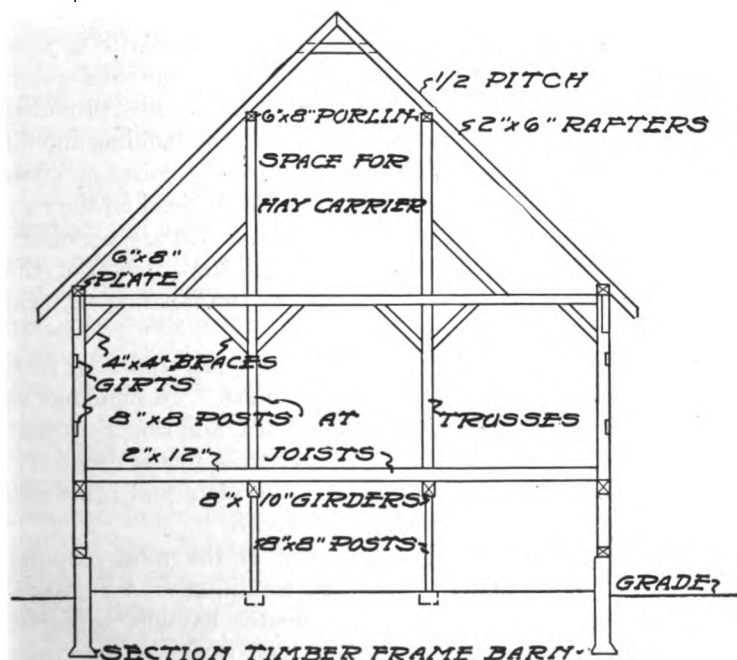 1/2 PITCH
6"x8" PORLIN
2"x6" RAFTERS
SPACE FOR
HAY CARRIER
6"x8"
PLATE
4"x4" BRACES
GIRTS
8"x8 POSTS AT TRUSSES
2"x12" JOISTS
8"x 10" GIRDERS
8"x8" POSTS
GRADE
SECTION TIMBER FRAME BARN